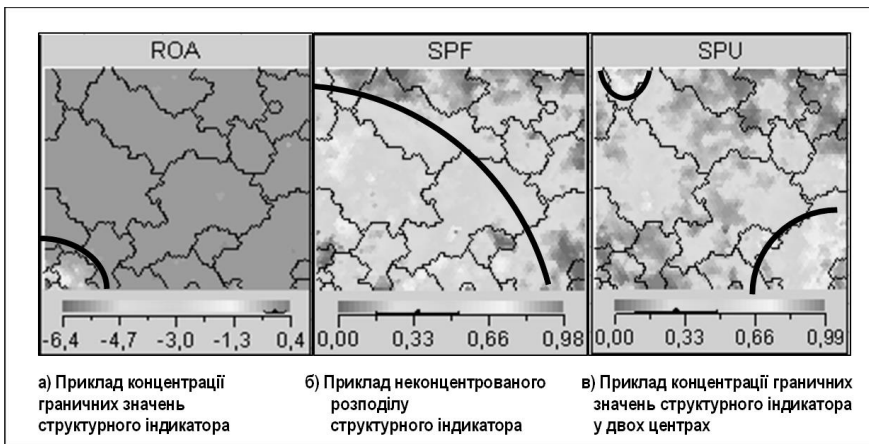 ROA
SPF
SPU
-6,4 -4,7 -3,0 -1,3 0,4
0,00 0,33 0,66 0,98
0,00 0,33 0,66 0,99
а) Приклад концентрації
граничних значень
структурного індикатора
б) Приклад неконцентрованого
розподілу
структурного індикатора
в) Приклад концентрації граничних
значень структурного індикатора
у двох центрах